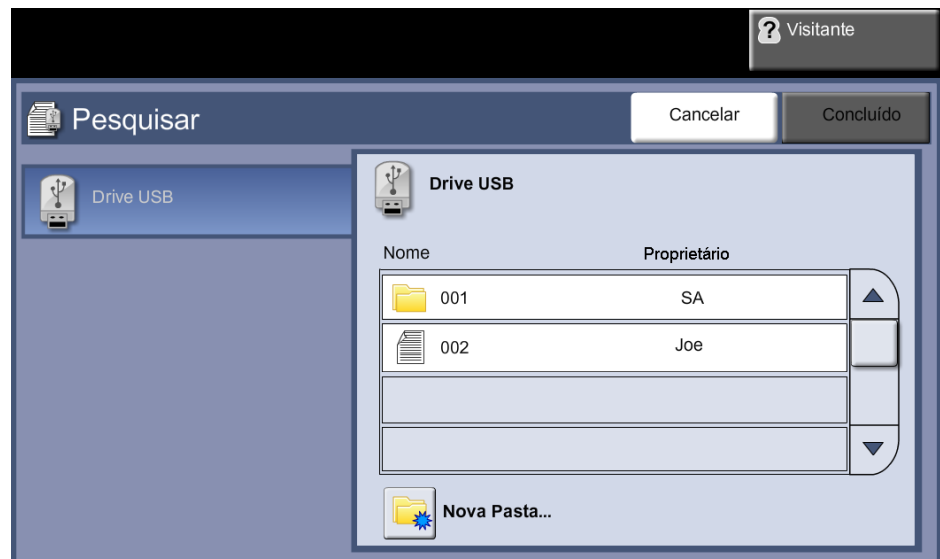 Visitante
Pesquisar
Cancelar
Concluído
Drive USB
Drive USB
Nome Proprietário
001 SA
002 Joe
Nova Pasta...